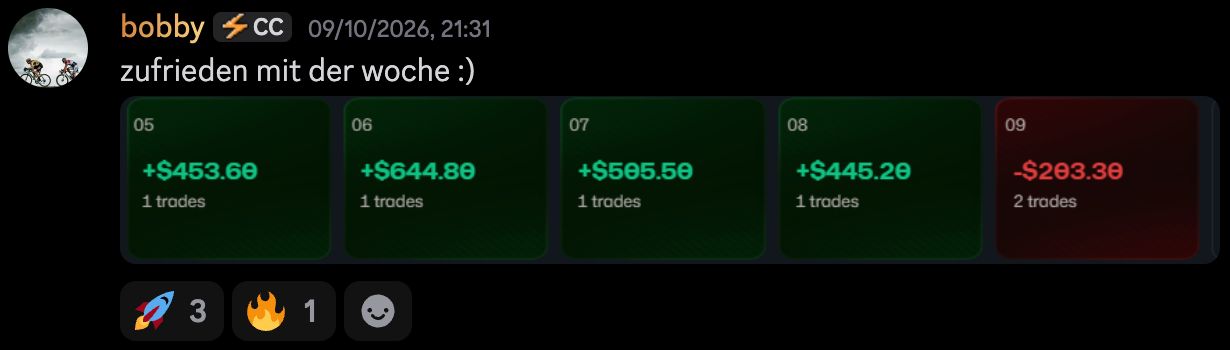 bobby ⚡ CC 09/10/2026, 21:31
zufrieden mit der woche :)
05 06 07 08 09
+$453.60 +$644.80 +$505.50 +$445.20 -$203.30
1 trades 1 trades 1 trades 1 trades 2 trades
3 1